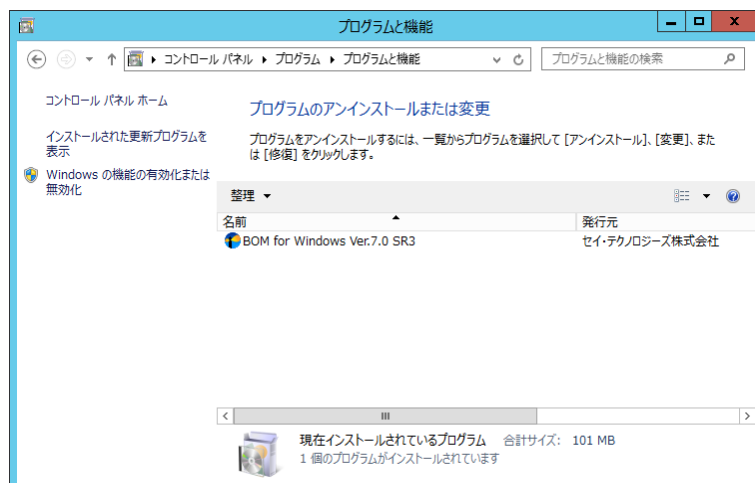 プログラムと機能
コントロール パネル プログラム プログラムと機能
プログラムと機能の検索
コントロール パネル ホーム
インストールされた更新プログラムを
表示
Windows の機能の有効化または
無効化
プログラムのアンインストールまたは変更
プログラムをアンインストールするには、一覧からプログラムを選択して [アンインストール]、[変更]、また
は [修復] をクリックします。
整理
名前 発行元
BOM for Windows Ver.7.0 SR3 セイ・テクノロジーズ株式会社
現在インストールされているプログラム 合計サイズ: 101 MB
1 個のプログラムがインストールされています